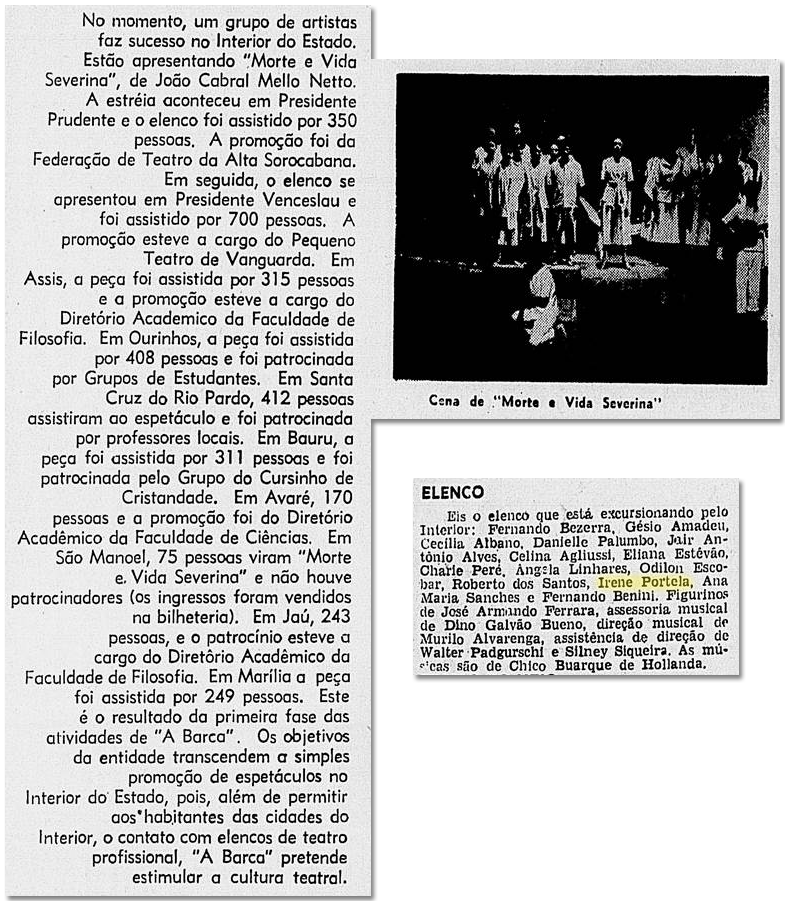 No momento, um grupo de artistas
faz sucesso no Interior do Estado.
Estão apresentando "Morte e Vida
Severina", de João Cabral Mello Netto.
A estréia aconteceu em Presidente
Prudente e o elenco foi assistido por 350
pessoas. A promoção foi da
Federação de Teatro da Alta Sorocabana.
Em seguida, o elenco se
apresentou em Presidente Venceslau e
foi assistido por 700 pessoas. A
promoção esteve a cargo do Pequeno
Teatro de Vanguarda. Em
Assis, a peça foi assistida por 315 pessoas
e a promoção esteve a cargo do
Diretório Academico da Faculdade de
Filosofia. Em Ourinhos, a peça foi assistida
por 408 pessoas e foi patrocinada
por Grupos de Estudantes. Em Santa
Cruz do Rio Pardo, 412 pessoas
assistiram ao espetáculo e foi patrocinada
por professores locais. Em Bauru, a
peça foi assistida por 311 pessoas e foi
patrocinada pelo Grupo do Cursinho de
Cristandade. Em Avaré, 170
pessoas e a promoção foi do Diretório
Acadêmico da Faculdade de Ciências. Em
São Manoel, 75 pessoas viram "Morte
e Vida Severina" e não houve
patrocinadores (os ingressos foram vendidos
na bilheteria). Em Jaú, 243
pessoas, e o patrocínio esteve a
cargo do Diretôrio Acadêmico da
Faculdade de Filosofia. Em Marília a peça
foi assistida por 249 pessoas. Este
é o resultado da primeira fase das
atividades de "A Barca". Os objetivos
da entidade transcendem a simples
promoção de espetáculos no
Interior do Estado, pois, além de permitir
aos habitantes das cidades do
Interior, o contato com elencos de teatro
profissional, "A Barca" pretende
estimular a cultura teatral.
Cena de "Morte e Vida Severina"
ELENCO
Eis o elenco que está excursionando pelo
Interior: Fernando Bezerra, Gésio Amadeu,
Cecília Albano, Danielle Palumbo, Jair An-
tônio Alves, Celina Agliussi, Eliana Estévão,
Charle Peré, Ângela Linhares, Odilon Esco-
bar, Roberto dos Santos, Irene Portela, Ana
Maria Sanches e Fernando Benini. Figurinos
de José Armando Ferrara, assessoria musical
de Dino Galvão Bueno, direção musical de
Murilo Alvarenga, assistência de direção de
Walter Padgurschi e Silney Siqueira. As mú-
sicas são de Chico Buarque de Hollanda.